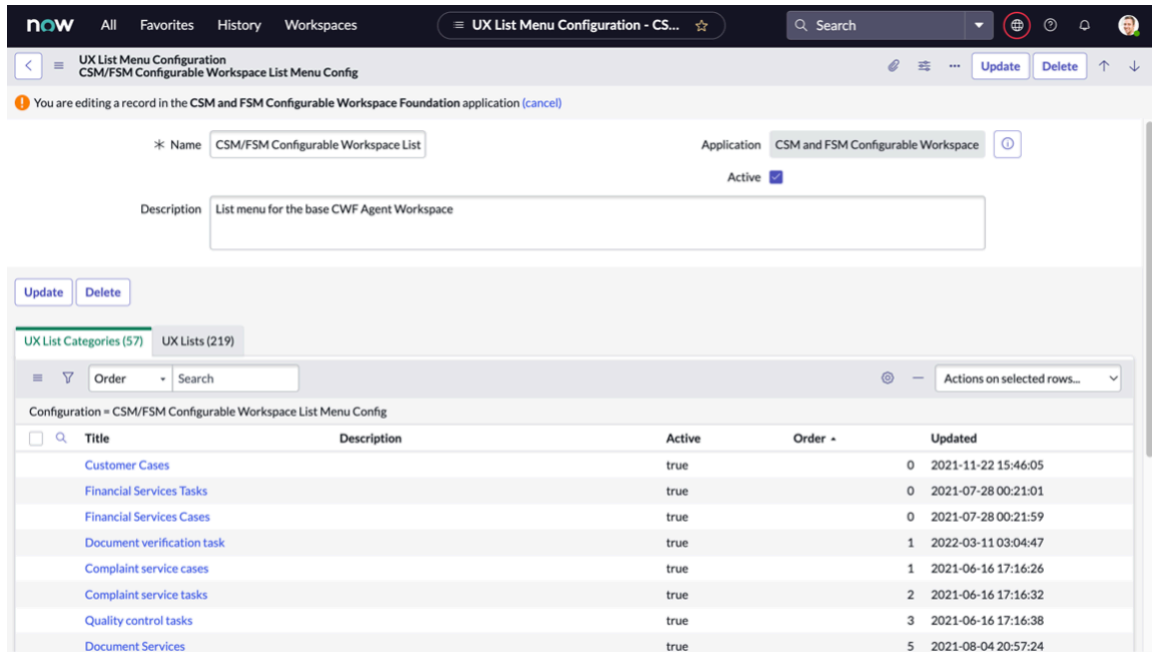 now All Favorites History Workspaces UX List Menu Configuration - CS... Search
UX List Menu Configuration
CSM/FSM Configurable Workspace List Menu Config
Update Delete
You are editing a record in the CSM and FSM Configurable Workspace Foundation application (cancel)
Name CSM/FSM Configurable Workspace List Application CSM and FSM Configurable Workspace
Active
Description List menu for the base CWF Agent Workspace
Update Delete
UX List Categories (57) UX Lists (219)
Order Search Actions on selected rows...
Configuration = CSM/FSM Configurable Workspace List Menu Config
Title Description Active Order Updated
Customer Cases true 0 2021-11-22 15:46:05
Financial Services Tasks true 0 2021-07-28 00:21:01
Financial Services Cases true 0 2021-07-28 00:21:59
Document verification task true 1 2022-03-11 03:04:47
Complaint service cases true 1 2021-06-16 17:16:26
Complaint service tasks true 2 2021-06-16 17:16:32
Quality control tasks true 3 2021-06-16 17:16:38
Document Services true 5 2021-08-04 20:57:24